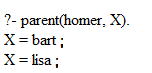 ?- parent(homer, X).
X = bart ;
X = lisa ;